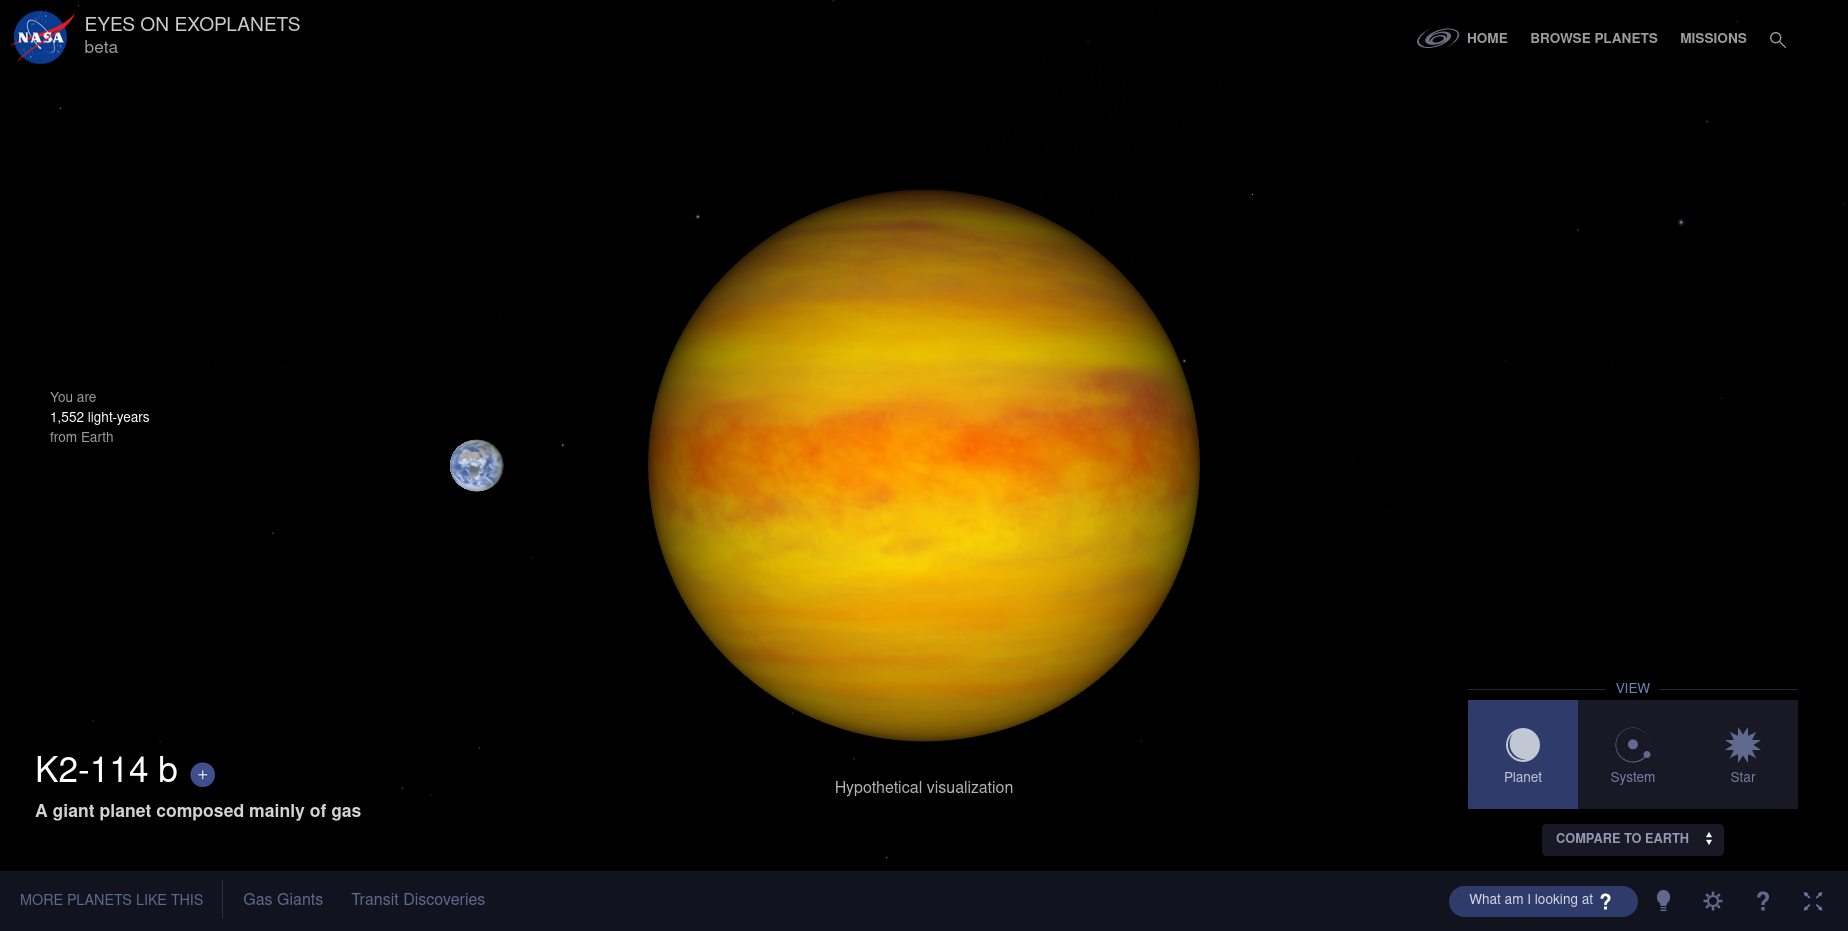 NASA
EYES ON EXOPLANETS
beta
HOME
BROWSE PLANETS
MISSIONS
You are
1,552 light-years
from Earth
K2-114 b +
A giant planet composed mainly of gas
Hypothetical visualization
VIEW
Planet
System
Star
COMPARE TO EARTH
MORE PLANETS LIKE THIS
Gas Giants
Transit Discoveries
What am I looking at ?
?